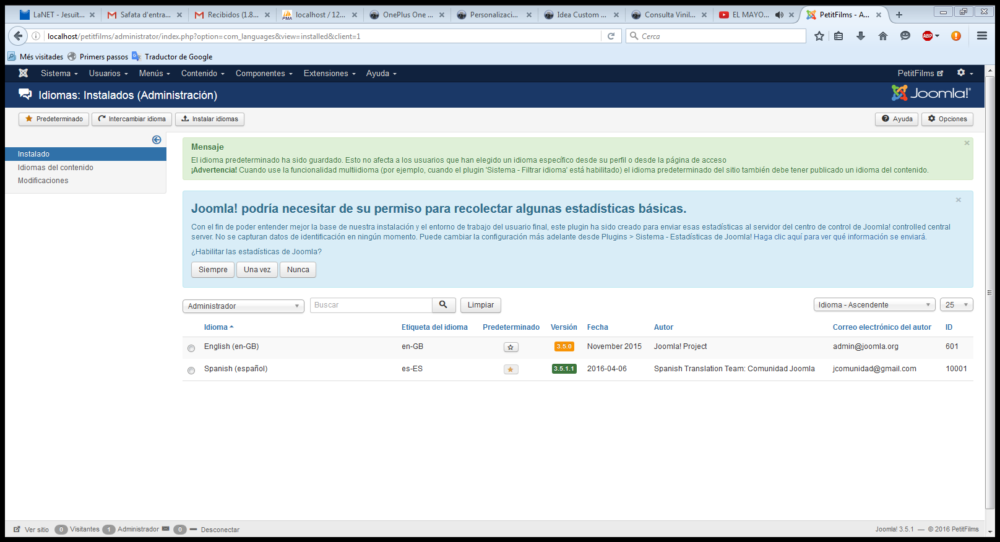 LaNET - Jesuït...
Safata d'entra...
Recibidos (1.8...
localhost / 12...
OnePlus One ...
Personalizaci...
Idea Custom ...
Consulta Vinil...
EL MAYO...
PetitFilms - A...
localhost/petitfilms/administrator/index.php?option=com_languages&view=installed&client=1
Cerca
ABP
Més visitades
Primers passos
Traductor de Google
Sistema
Usuarios
Menús
Contenido
Componentes
Extensiones
Ayuda
PetitFilms
Idiomas: Instalados (Administración)
Joomla!®
Predeterminado
Intercambiar idioma
Instalar idiomas
Ayuda
Opciones
Instalado
Idiomas del contenido
Modificaciones
Mensaje
El idioma predeterminado ha sido guardado. Esto no afecta a los usuarios que han elegido un idioma específico desde su perfil o desde la página de acceso
¡Advertencia! Cuando use la funcionalidad multiidioma (por ejemplo, cuando el plugin 'Sistema - Filtrar idioma' está habilitado) el idioma predeterminado del sitio también debe tener publicado un idioma del contenido.
Joomla! podría necesitar de su permiso para recolectar algunas estadísticas básicas.
Con el fin de poder entender mejor la base de nuestra instalación y el entorno de trabajo del usuario final, este plugin ha sido creado para enviar esas estadísticas al servidor del centro de control de Joomla! controlled central
server. No se capturan datos de identificación en ningún momento. Puede cambiar la configuración más adelante desde Plugins > Sistema - Estadísticas de Joomla! Haga clic aquí para ver qué información se enviará.
¿Habilitar las estadísticas de Joomla?
Siempre
Una vez
Nunca
Administrador
Buscar
Limpiar
Idioma - Ascendente
25
Idioma Etiqueta del idioma Predeterminado Versión Fecha Autor Correo electrónico del autor ID
English (en-GB) en-GB 3.5.0 November 2015 Joomla! Project admin@joomla.org 601
Spanish (español) es-ES 3.5.1.1 2016-04-06 Spanish Translation Team: Comunidad Joomla jcomunidad@gmail.com 10001
Ver sitio 0 Visitantes 1 Administrador 0 Desconectar
Joomla! 3.5.1 — © 2016 PetitFilms